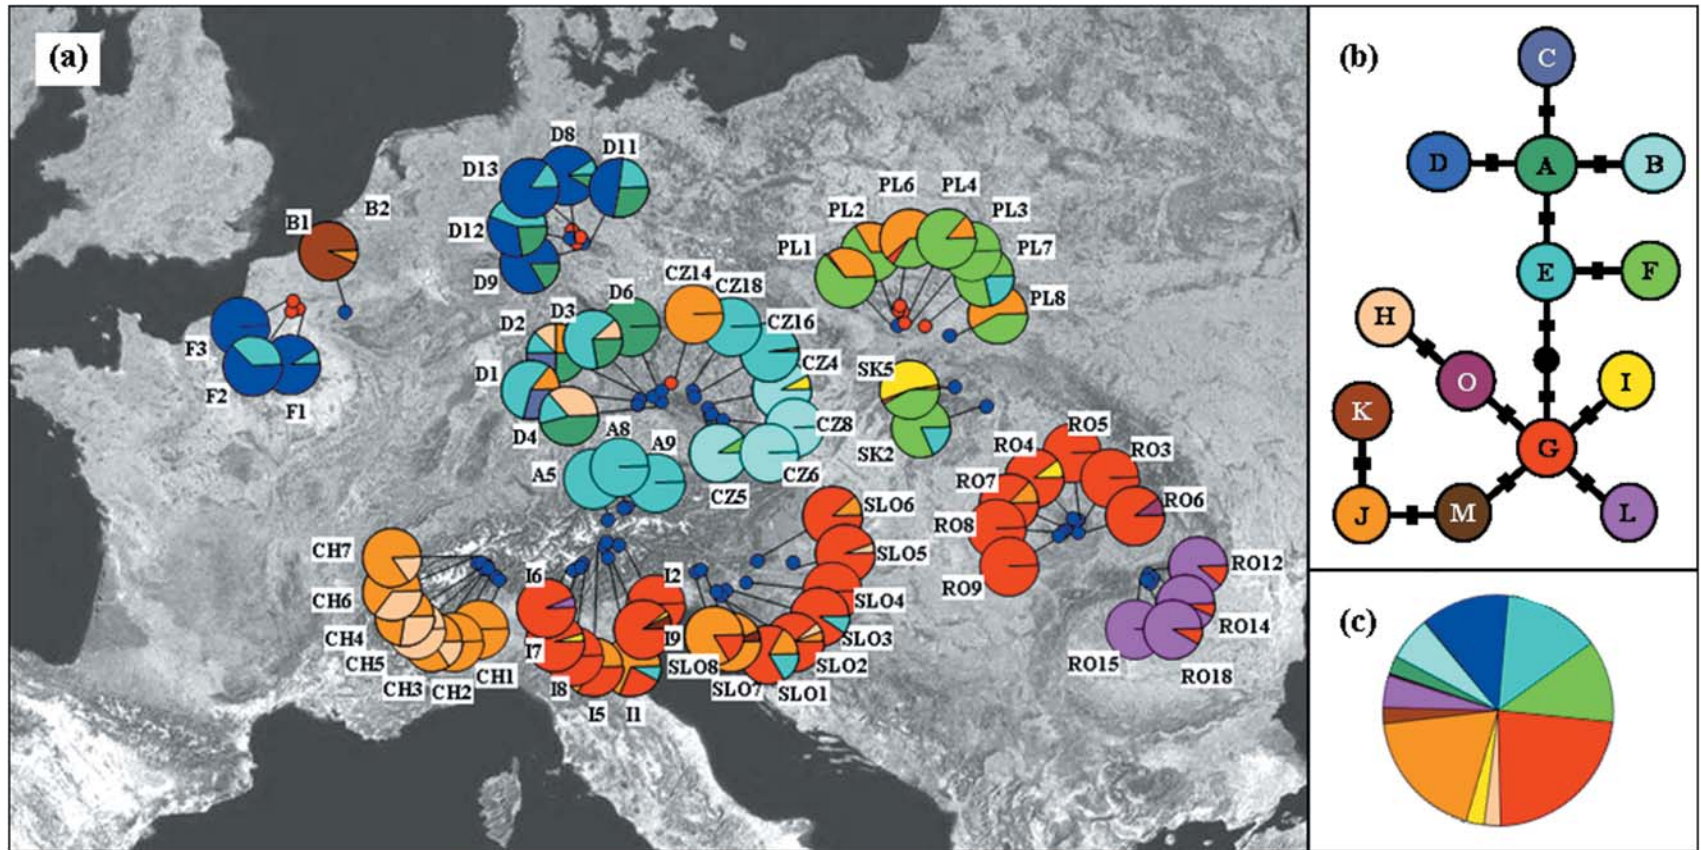 (a)
(b)
C
D8
D11
D13
D
A
B
PL6
PL4
B1
B2
PL2
PL3
D12
PL1
PL7
D9
CZ14
CZ18
E
F
D6
PL8
D2
D3
CZ16
H
F3
CZ4
SK5
O
I
D1
F2
F1
K
CZ8
D4
A8
RO5
SK2
RO4
RO3
G
A9
CZ6
A5
RO7
CZ5
RO6
SLO6
J
M
L
RO8
CH7
SLO5
RO12
I6
I2
RO9
CH6
SLO4
(c)
RO14
CH4
I9
SLO3
I7
CH5
SLO8
SLO2
RO15
CH3
CH2
CH1
I8
SLO7
SLO1
RO18
I5
I1